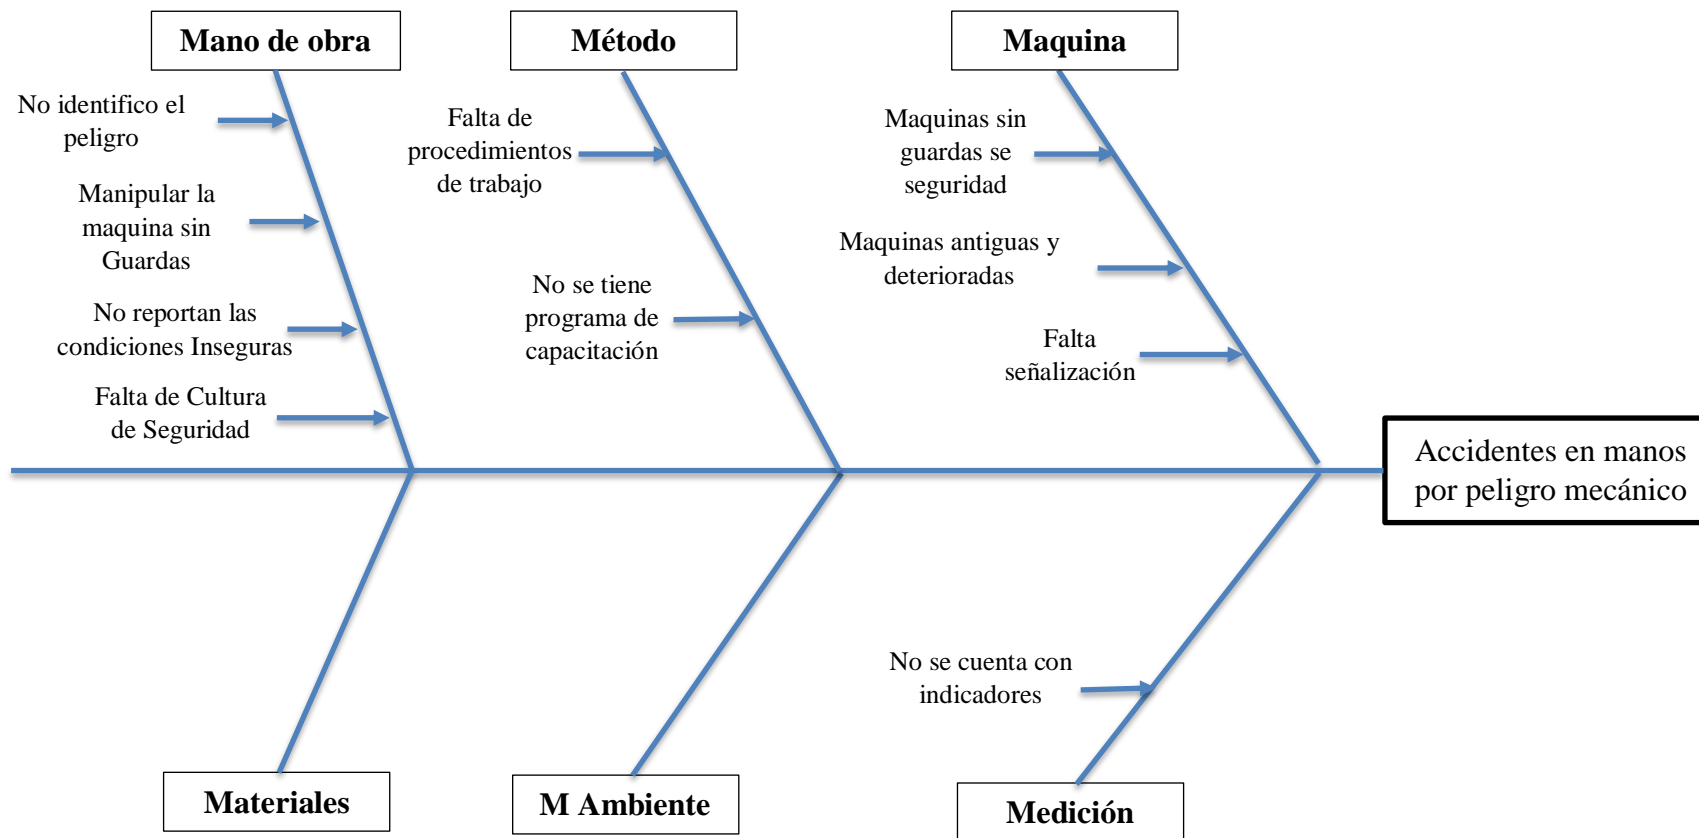 Mano de obra
Método
Maquina
No identifico el
peligro
Manipular la
maquina sin
Guardas
No reportan las
condiciones Inseguras
Falta de Cultura
de Seguridad
Falta de
procedimientos
de trabajo
No se tiene
programa de
capacitación
Maquinas sin
guardas se
seguridad
Maquinas antiguas y
deterioradas
Falta
señalización
Accidentes en manos
por peligro mecánico
No se cuenta con
indicadores
Materiales
M Ambiente
Medición